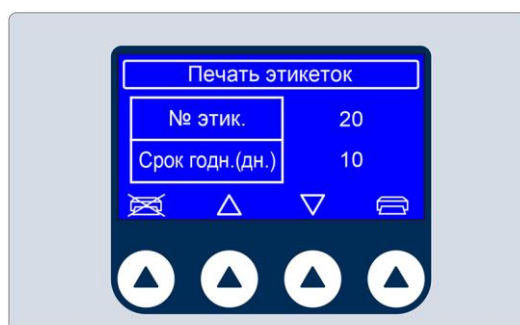 Печать этикеток
№ этик. 20
Срок годн.(дн.) 10